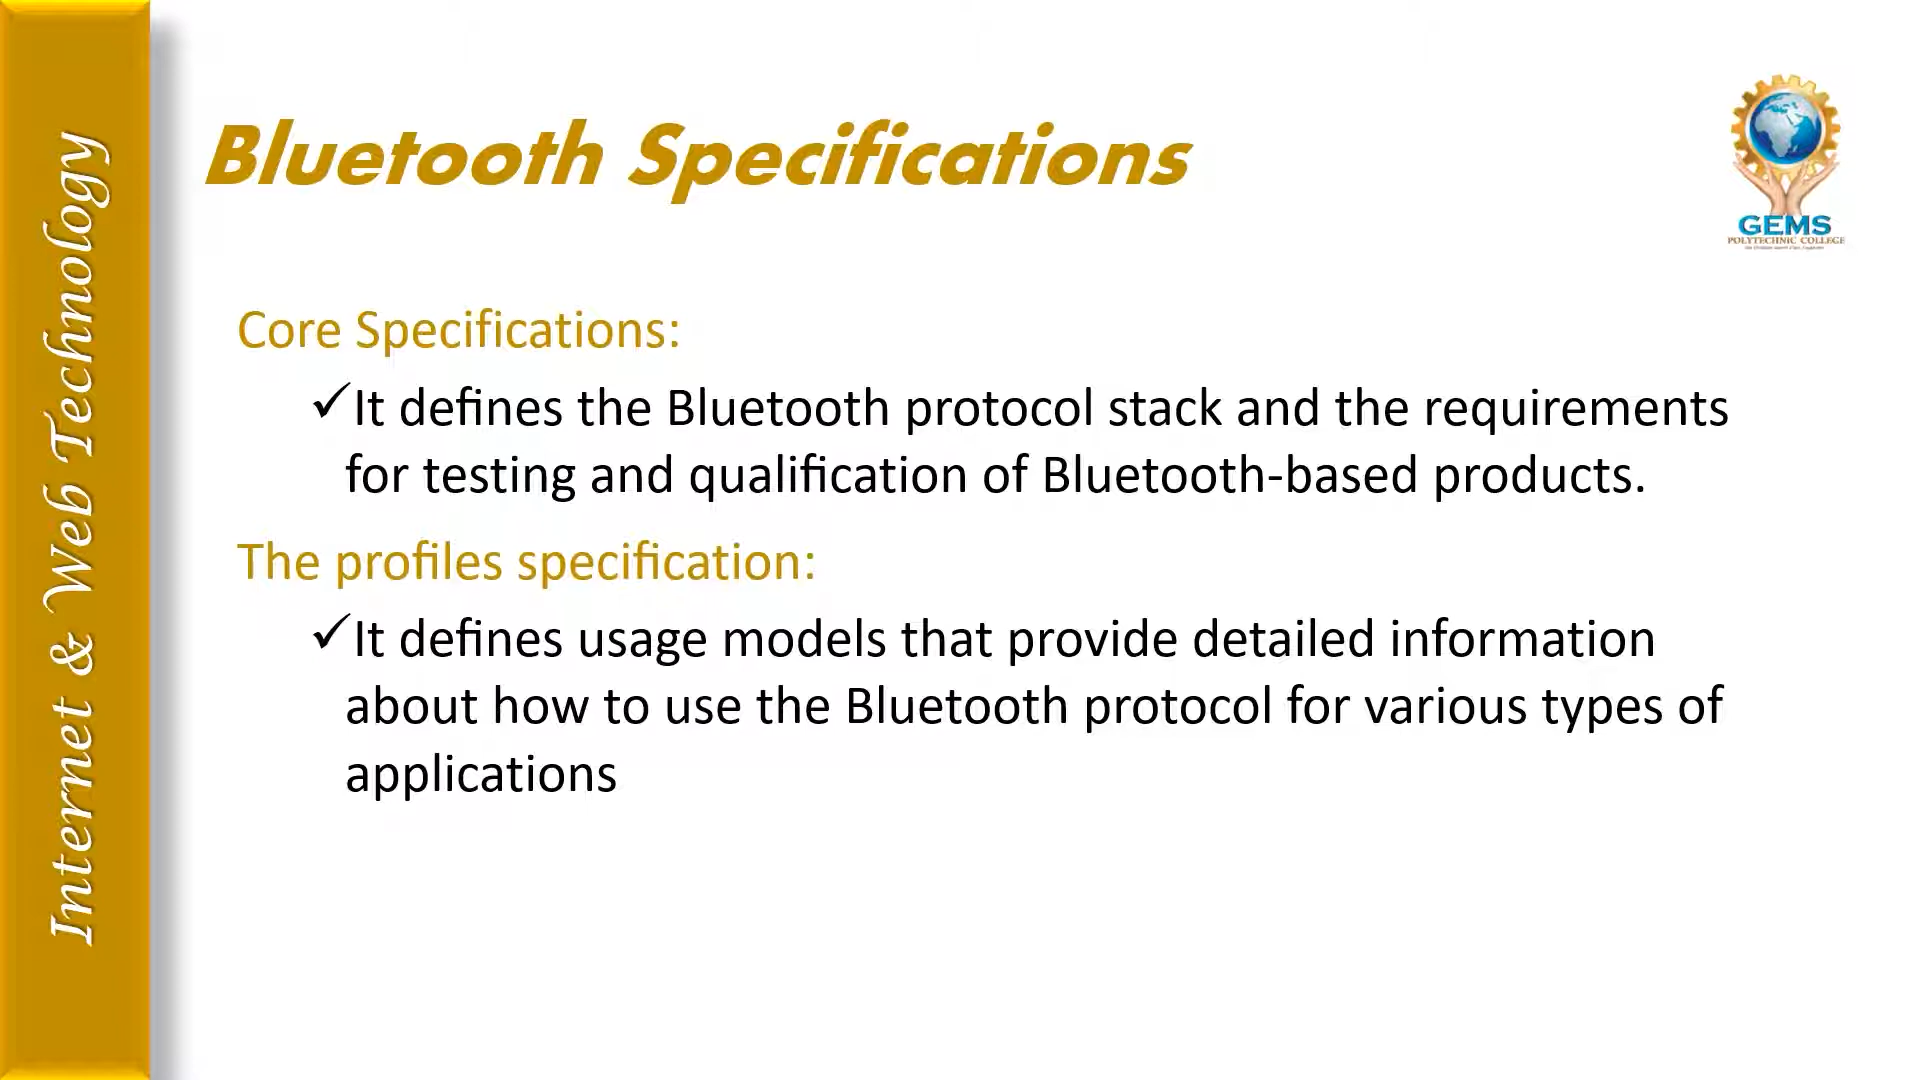 Internet & Web Technology
Bluetooth Specifications
GEMS
POLYTECHNIC COLLEGE
Core Specifications:
✓It defines the Bluetooth protocol stack and the requirements
for testing and qualification of Bluetooth-based products.
The profiles specification:
✓It defines usage models that provide detailed information
about how to use the Bluetooth protocol for various types of
applications